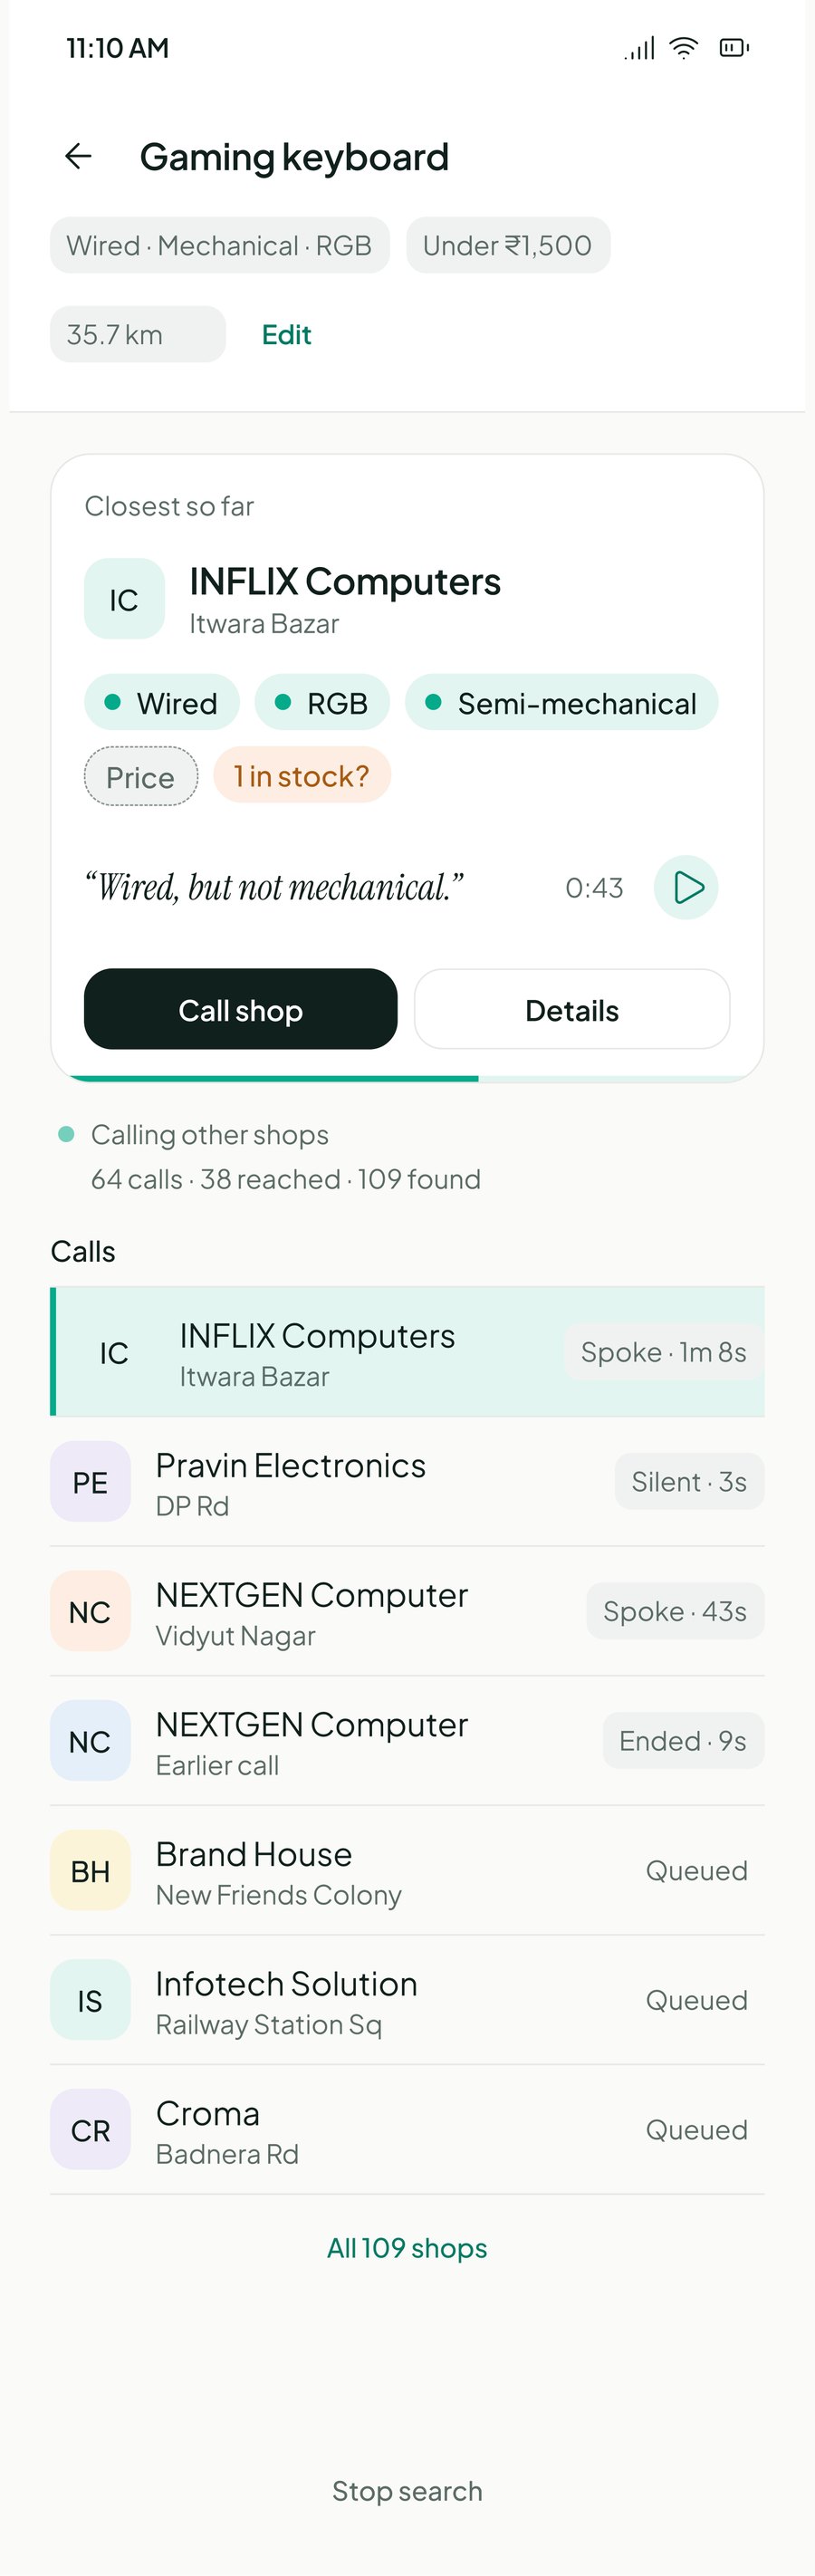 11:10 AM
Gaming keyboard
Wired · Mechanical · RGB
Under ₹1,500
35.7 km
Edit
Closest so far
IC
INFLIX Computers
Itwara Bazar
Wired
RGB
Semi-mechanical
Price
1 in stock?
“Wired, but not mechanical.”
0:43
Call shop
Details
Calling other shops
64 calls · 38 reached · 109 found
Calls
IC
INFLIX Computers
Itwara Bazar
Spoke · 1m 8s
PE
Pravin Electronics
DP Rd
Silent · 3s
NC
NEXTGEN Computer
Vidyut Nagar
Spoke · 43s
NC
NEXTGEN Computer
Earlier call
Ended · 9s
BH
Brand House
New Friends Colony
Queued
IS
Infotech Solution
Railway Station Sq
Queued
CR
Croma
Badnera Rd
Queued
All 109 shops
Stop search